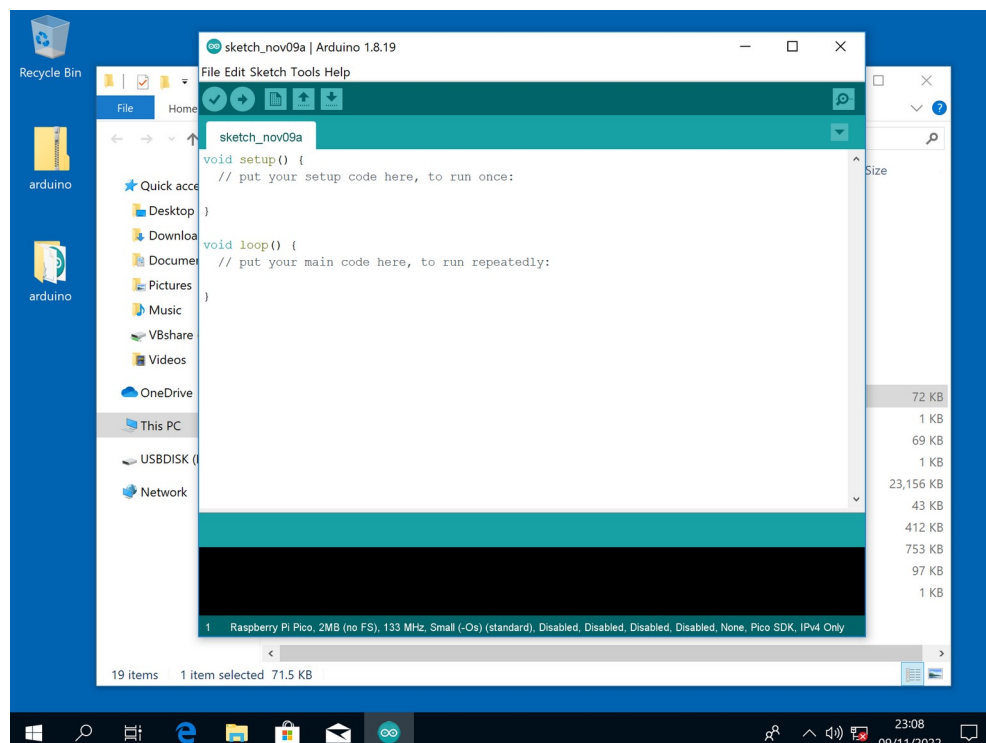 Recycle Bin
arduino
arduino
File
Home
Quick acce
Desktop
Downloa
Documer
Pictures
Music
VBshare
Videos
OneDrive
This PC
USBDISK (
Network
19 items 1 item selected 71.5 KB
sketch_nov09a | Arduino 1.8.19
File Edit Sketch Tools Help
sketch_nov09a
void setup() {
// put your setup code here, to run once:
}
void loop() {
// put your main code here, to run repeatedly:
}
1 Raspberry Pi Pico, 2MB (no FS), 133 MHz, Small (-Os) (standard), Disabled, Disabled, Disabled, Disabled, None, Pico SDK, IPv4 Only
Size
72 KB
1 KB
69 KB
1 KB
23,156 KB
43 KB
412 KB
753 KB
97 KB
1 KB
23:08
09/11/2022